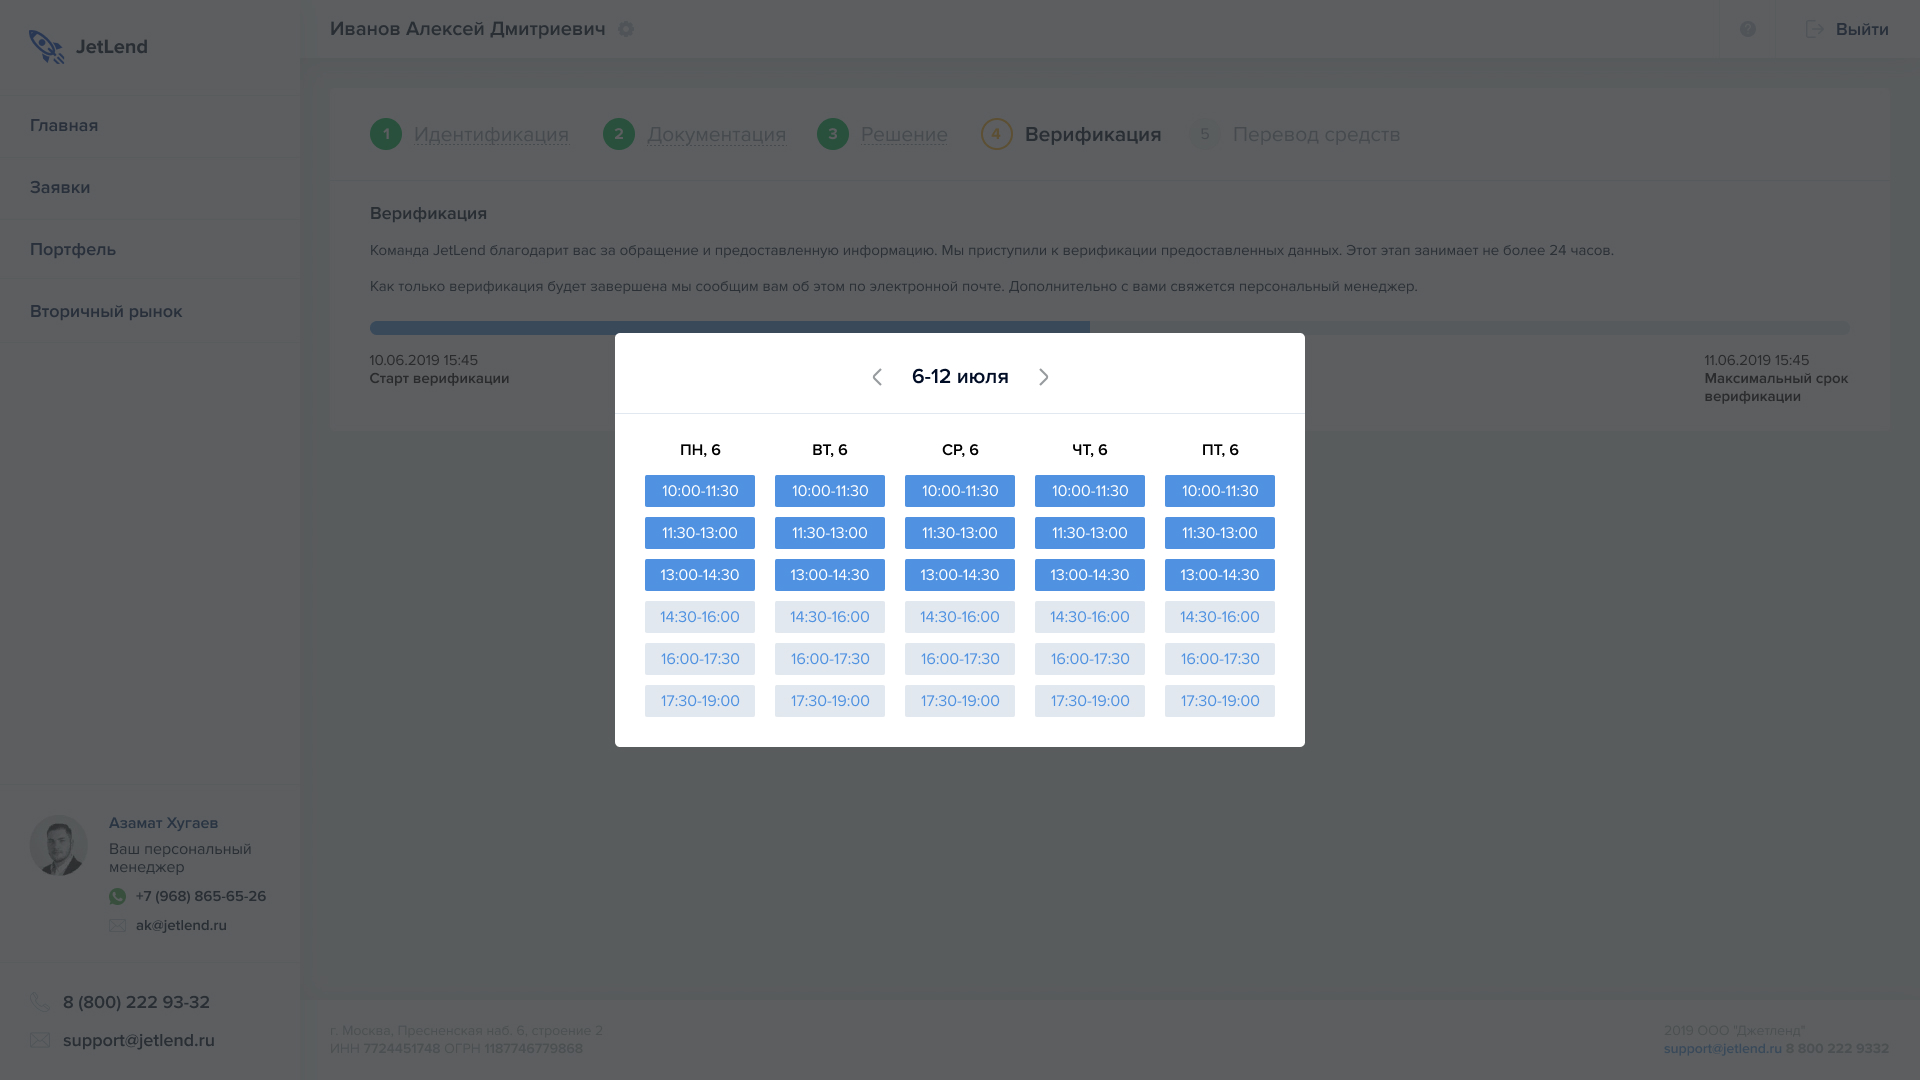 JetLend
Иванов Алексей Дмитриевич
?
Выйти
Главная
Заявки
Портфель
Вторичный рынок
1 Идентификация
2 Документация
3 Решение
4 Верификация
5 Перевод средств
Верификация
Команда JetLend благодарит вас за обращение и предоставленную информацию. Мы приступили к верификации предоставленных данных. Этот этап занимает не более 24 часов.
Как только верификация будет завершена мы сообщим вам об этом по электронной почте. Дополнительно с вами свяжется персональный менеджер.
10.06.2019 15:45
Старт верификации
11.06.2019 15:45
Максимальный срок
верификации
6-12 июля
ПН, 6 ВТ, 6 СР, 6 ЧТ, 6 ПТ, 6
10:00-11:30 10:00-11:30 10:00-11:30 10:00-11:30 10:00-11:30
11:30-13:00 11:30-13:00 11:30-13:00 11:30-13:00 11:30-13:00
13:00-14:30 13:00-14:30 13:00-14:30 13:00-14:30 13:00-14:30
14:30-16:00 14:30-16:00 14:30-16:00 14:30-16:00 14:30-16:00
16:00-17:30 16:00-17:30 16:00-17:30 16:00-17:30 16:00-17:30
17:30-19:00 17:30-19:00 17:30-19:00 17:30-19:00 17:30-19:00
Азамат Хугаев
Ваш персональный
менеджер
+7 (968) 865-65-26
ak@jetlend.ru
8 (800) 222 93-32
support@jetlend.ru
г. Москва, Пресненская наб. 6, строение 2
ИНН 7724451748 ОГРН 1187746779868
2019 ООО "Джетленд"
support@jetlend.ru 8 800 222 9332